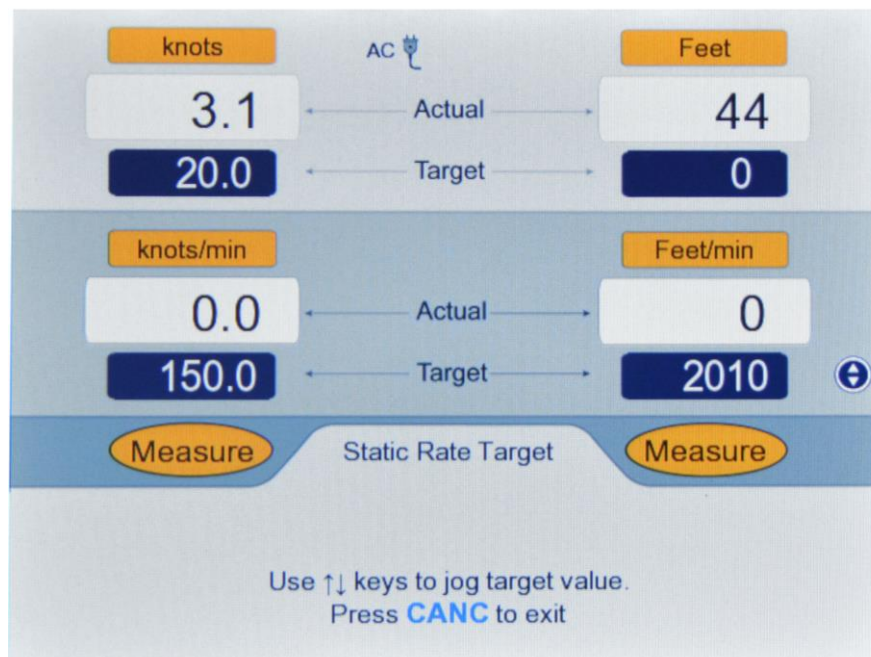 knots AC Feet
3.1 Actual 44
20.0 Target 0
knots/min Feet/min
0.0 Actual 0
150.0 Target 2010
Measure Static Rate Target Measure
Use ↑↓ keys to jog target value.
Press CANC to exit